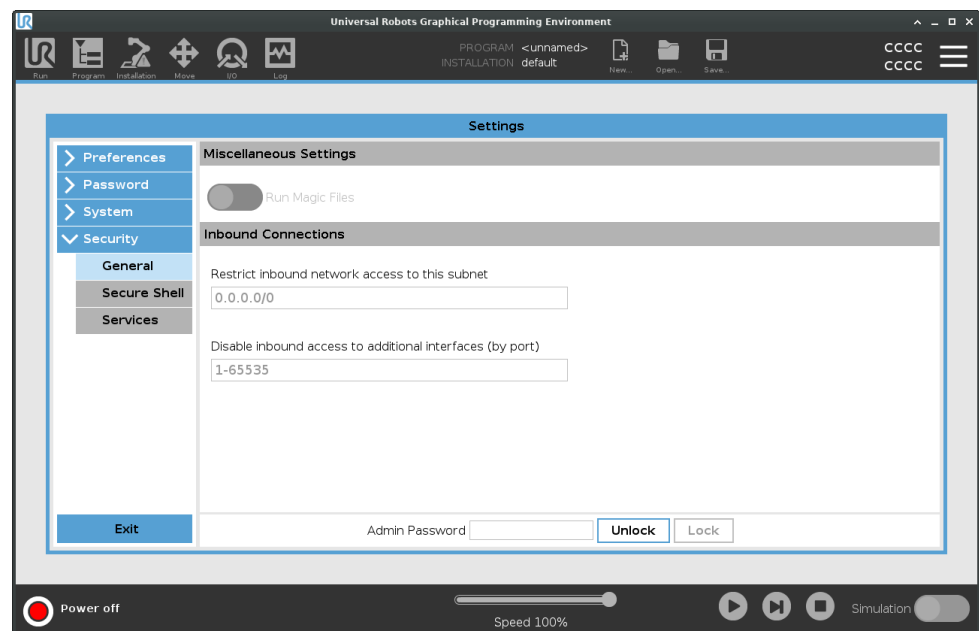 Universal Robots Graphical Programming Environment
PROGRAM <unnamed>
INSTALLATION default
Run
Program
Installation
Move
I/O
Log
New...
Open...
Save...
CCCC
CCCC
Settings
Preferences
Password
System
Security
General
Secure Shell
Services
Exit
Miscellaneous Settings
Run Magic Files
Inbound Connections
Restrict inbound network access to this subnet
0.0.0.0/0
Disable inbound access to additional interfaces (by port)
1-65535
Admin Password
Unlock
Lock
Power off
Speed 100%
Simulation